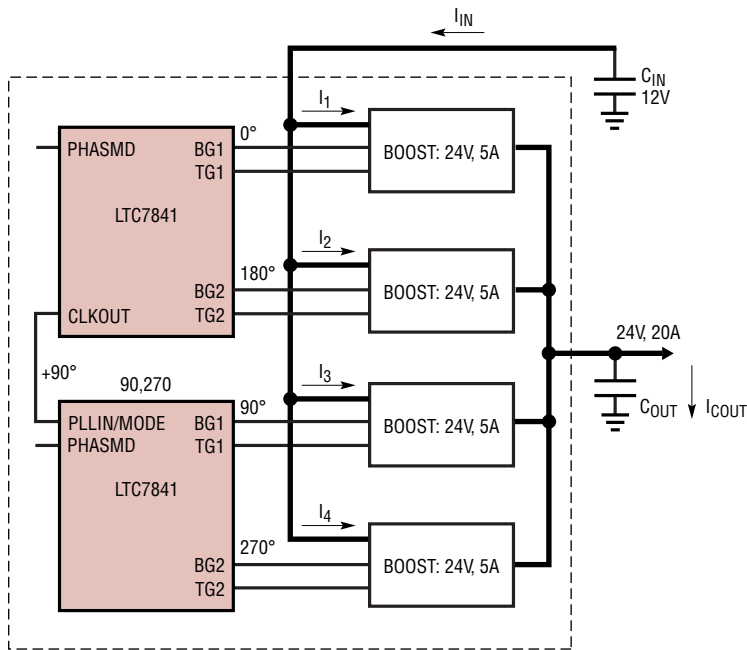 I_IN
C_IN
12V
I_1
0°
PHASMD BG1
BOOST: 24V, 5A
TG1
LTC7841
I_2
180°
BG2
BOOST: 24V, 5A
CLKOUT TG2
24V, 20A
+90°
90,270
I_3
90°
C_OUT I_COUT
PLLIN/MODE BG1
PHASMD TG1
BOOST: 24V, 5A
LTC7841
I_4
270°
BG2
BOOST: 24V, 5A
TG2